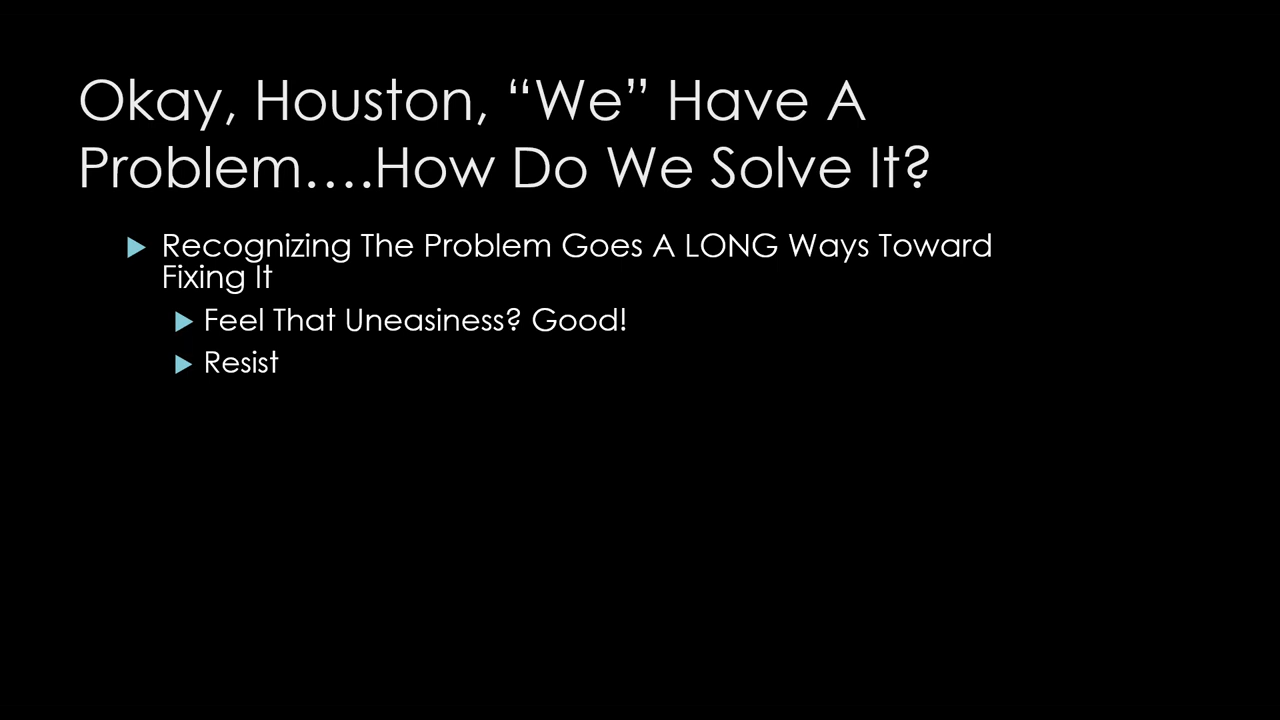 Okay, Houston, “We” Have A
Problem....How Do We Solve It?
Recognizing The Problem Goes A LONG Ways Toward
Fixing It
Feel That Uneasiness? Good!
Resist